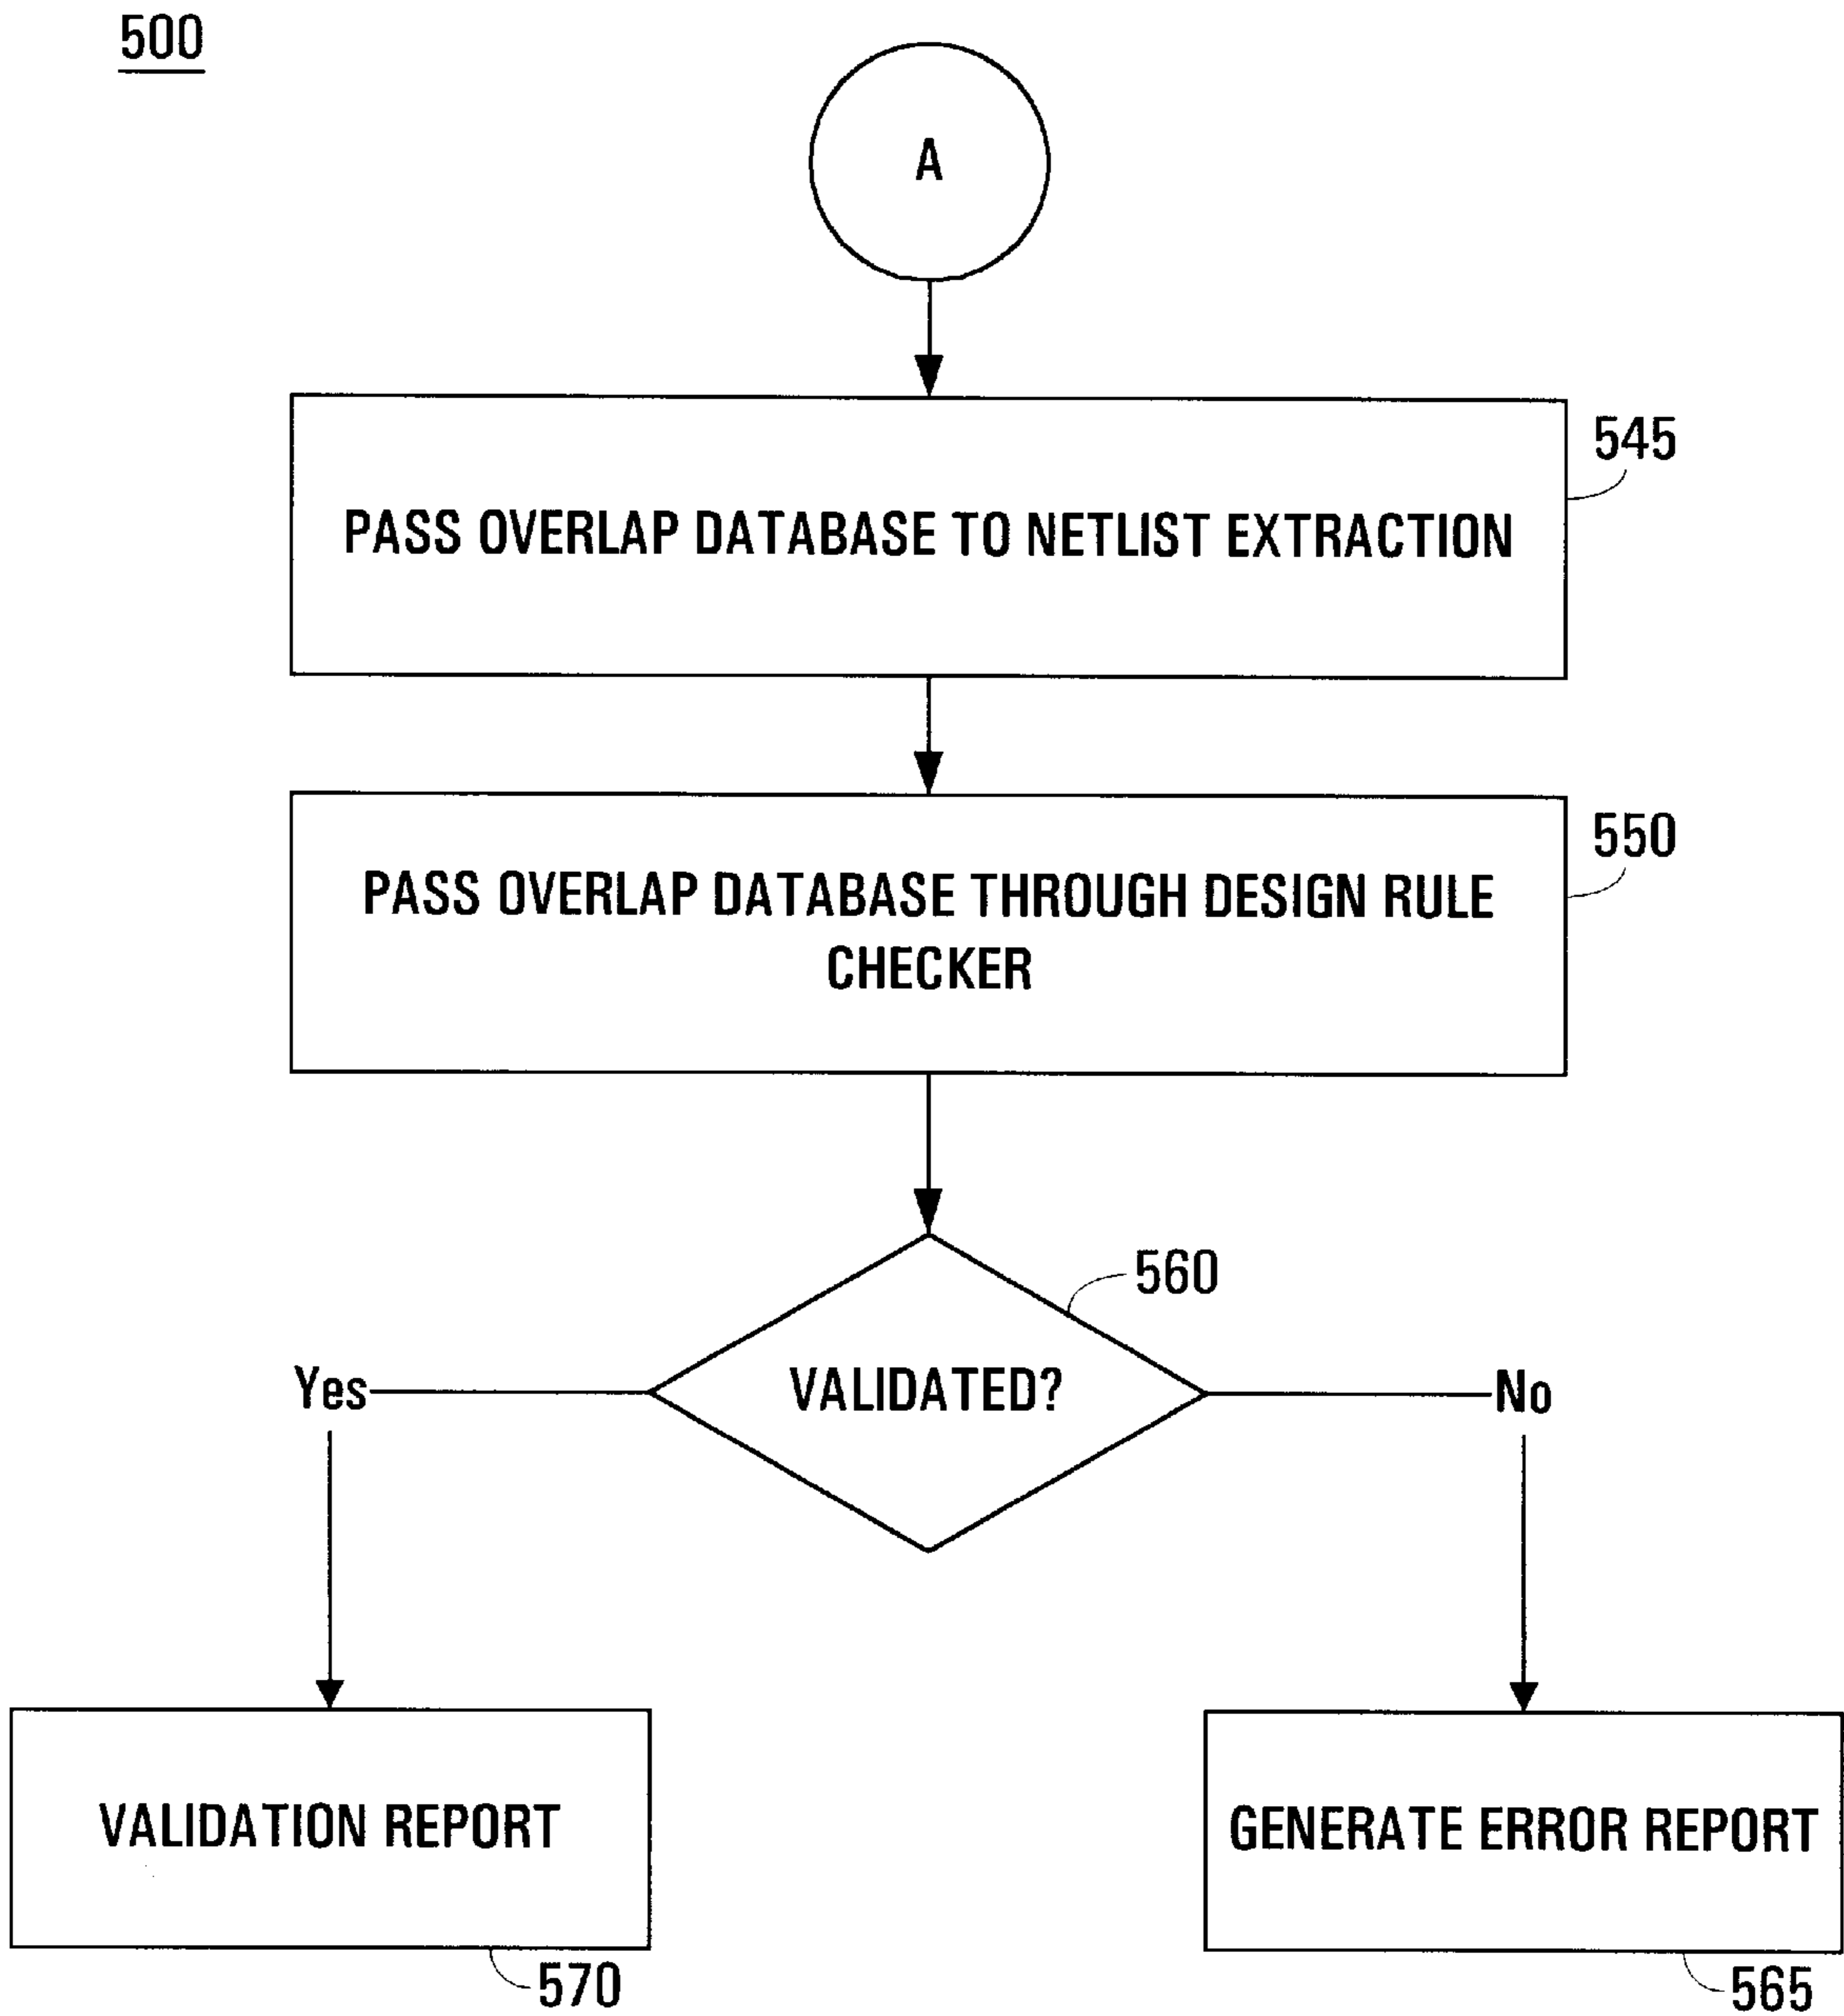 500
A
545
PASS OVERLAP DATABASE TO NETLIST EXTRACTION
550
PASS OVERLAP DATABASE THROUGH DESIGN RULE
CHECKER
560
Yes
VALIDATED?
No
VALIDATION REPORT
GENERATE ERROR REPORT
570
565